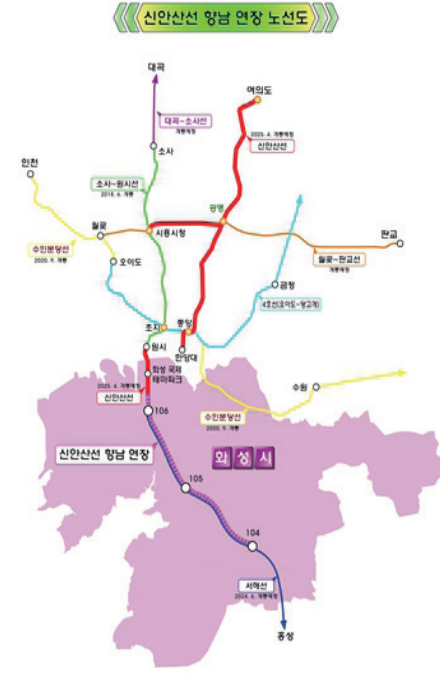 신안산선 향남 연장 노선도
대곡
여의도
대곡~소사선
개통예정
2025. 4. 개통예정
신안산선
소사
인천
소사~원시선
2018. 6. 개통
광명
월곶
시흥시청
판교
수인분당선
2020. 9. 개통
오이도
월곶~판교선
개통예정
금정
4호선(오이도~당고개)
초지
중앙
원시
한양대
화성 국제
테마파크
2025. 4. 개통예정
신안산선
수원
106
수인분당선
2020. 9. 개통
신안산선 향남 연장
화성시
105
104
서해선
2024. 6. 개통예정
홍성